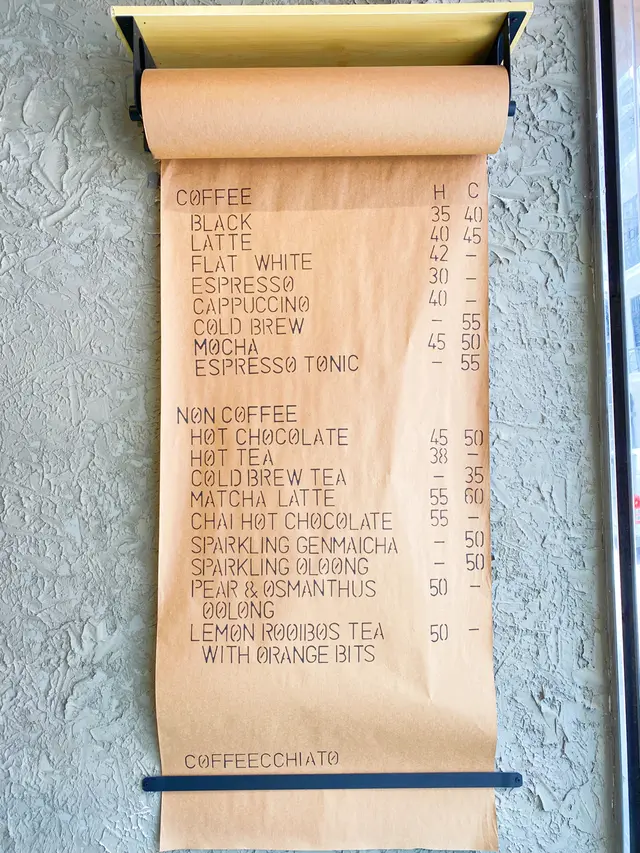 COFFEE H C
BLACK 35 40
LATTE 40 45
FLAT WHITE 42 -
ESPRESSO 30 -
CAPPUCCINO 40 -
COLD BREW - 55
MOCHA 45 50
ESPRESSO TONIC - 55
NON COFFEE
HOT CHOCOLATE 45 50
HOT TEA 38 -
COLD BREW TEA - 35
MATCHA LATTE 55 60
CHAI HOT CHOCOLATE 55 -
SPARKLING GENMAICHA - 50
SPARKLING OLOONG - 50
PEAR & OSMANTHUS 50 -
OOLONG
LEMON ROOIBOS TEA 50 -
WITH ORANGE BITS
COFFEECCHIATO